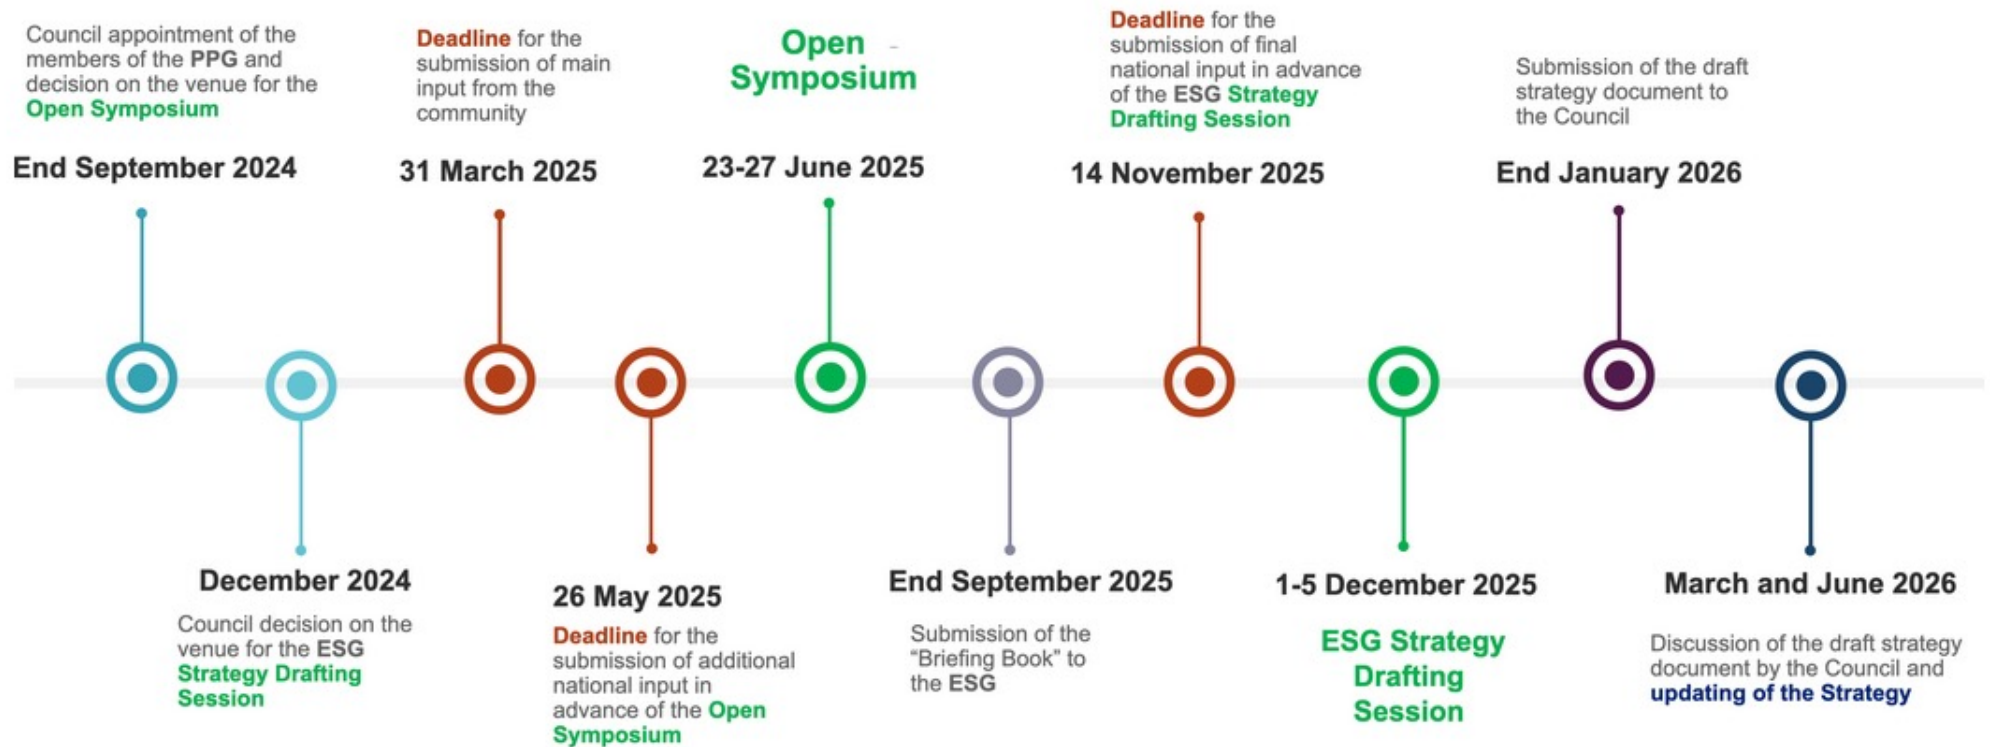 Council appointment of the
members of the PPG and
decision on the venue for the
Open Symposium
End September 2024
December 2024
Council decision on the
venue for the ESG
Strategy Drafting
Session
Deadline for the
submission of main
input from the
community
31 March 2025
26 May 2025
Deadline for the
submission of additional
national input in
advance of the Open
Symposium
Open
Symposium
23-27 June 2025
End September 2025
Submission of the
“Briefing Book” to
the ESG
Deadline for the
submission of final
national input in advance
of the ESG Strategy
Drafting Session
14 November 2025
1-5 December 2025
ESG Strategy
Drafting
Session
Submission of the draft
strategy document to
the Council
End January 2026
March and June 2026
Discussion of the draft strategy
document by the Council and
updating of the Strategy